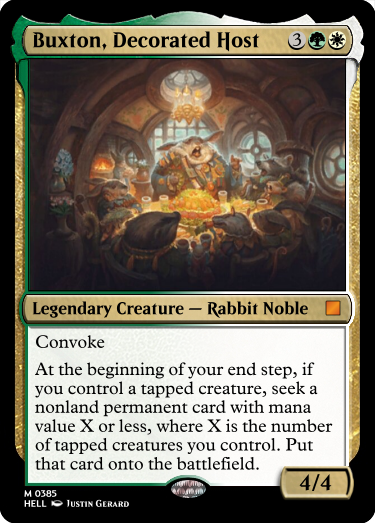 Buxton, Decorated Host 3
Legendary Creature — Rabbit Noble
Convoke
At the beginning of your end step, if
you control a tapped creature, seek a
nonland permanent card with mana
value X or less, where X is the number
of tapped creatures you control. Put
that card onto the battlefield.
4/4
M 0385
HELL JUSTIN GERARD